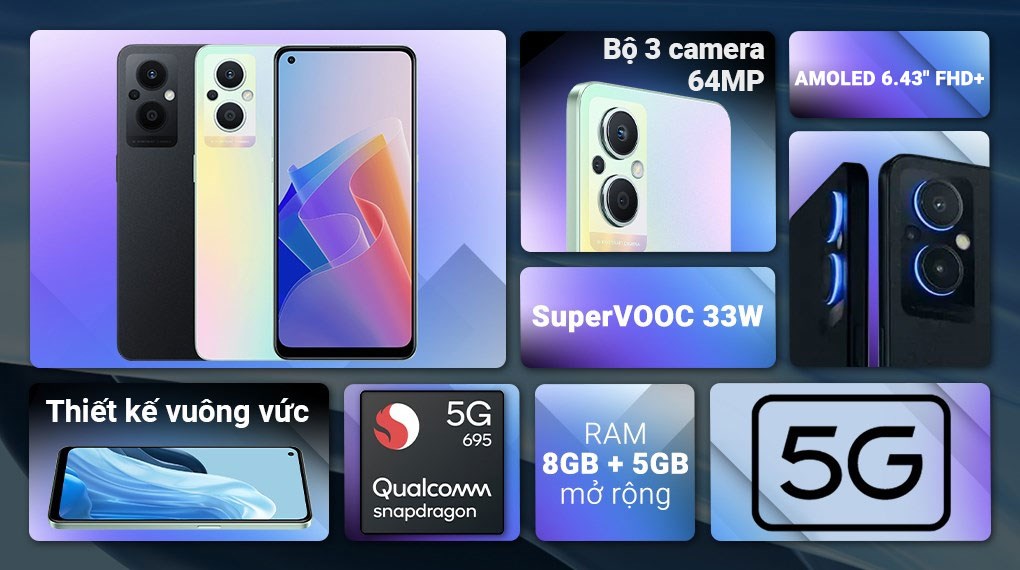 Bộ 3 camera
64MP
AMOLED 6.43" FHD+
SuperVOOC 33W
Thiết kế vuông vức
5G
695
Qualcomm
snapdragon
RAM
8GB + 5GB
mở rộng
5G